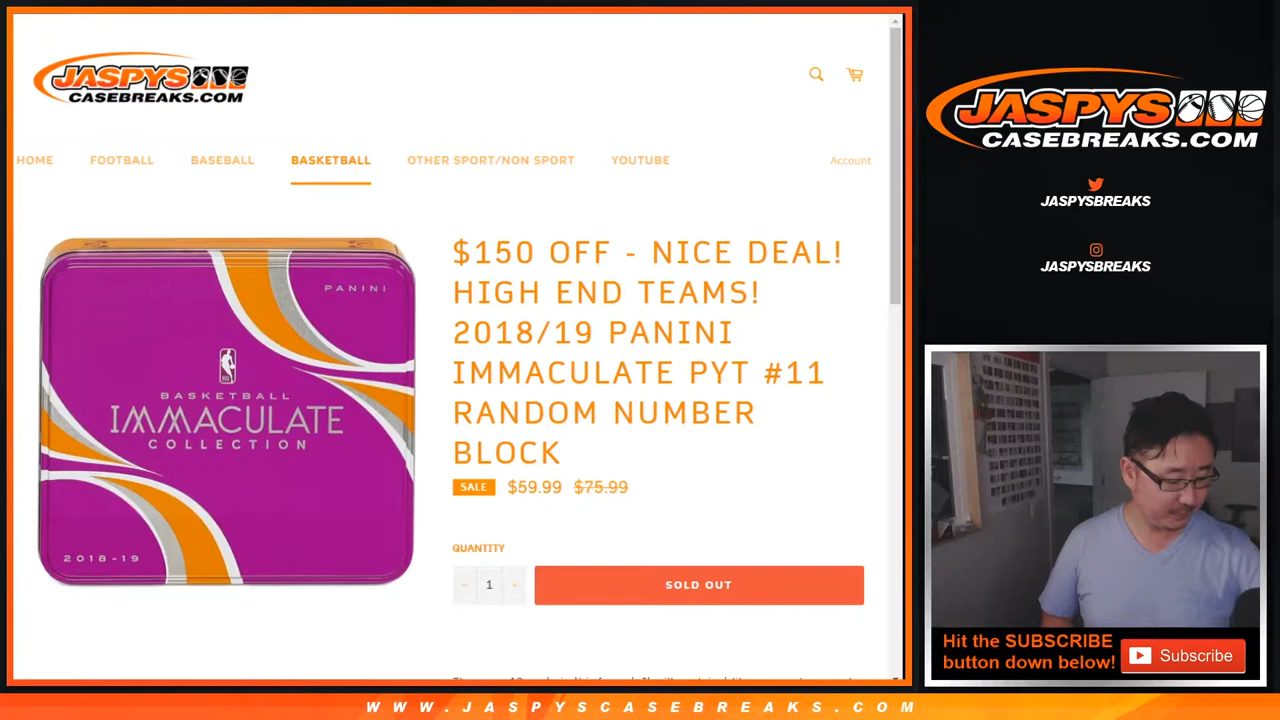 JASPYS
CASEBREAKS.COM
HOME FOOTBALL BASEBALL BASKETBALL OTHER SPORT/NON SPORT YOUTUBE Account
PANINI
BASKETBALL
IMMACULATE
COLLECTION
2018-19
$150 OFF - NICE DEAL!
HIGH END TEAMS!
2018/19 PANINI
IMMACULATE PYT #11
RANDOM NUMBER
BLOCK
SALE $59.99 $75.99
QUANTITY
- 1 +
SOLD OUT
JASPYS
CASEBREAKS.COM
JASPYSBREAKS
JASPYSBREAKS
Hit the SUBSCRIBE
button down below!
Subscribe
WWW.JASPYSCASEBREAKS.COM